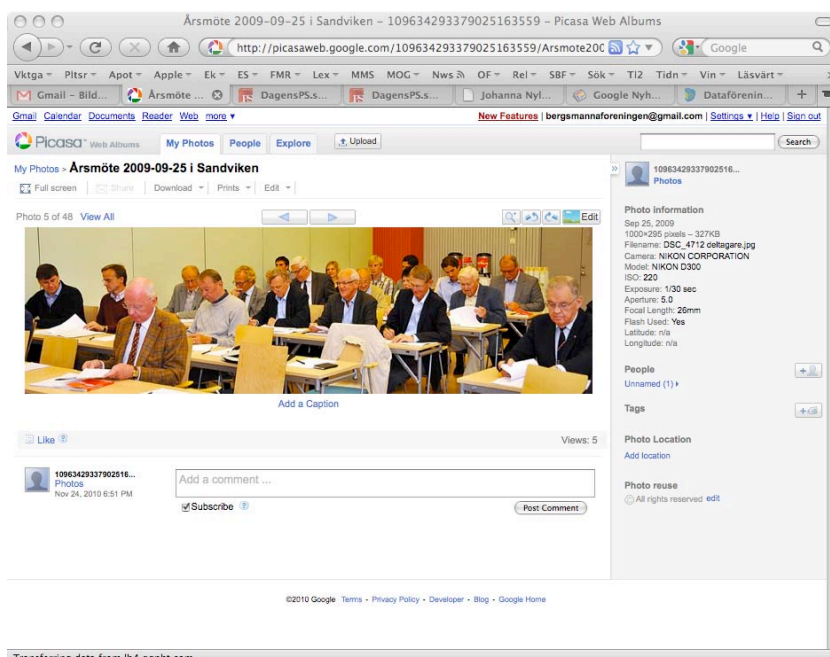 Årsmöte 2009-09-25 i Sandviken – 109634293379025163559 – Picasa Web Albums
http://picasaweb.google.com/109634293379025163559/Arsmote200
Google
Vktga Pltsr Apot Apple Ek ES FMR Lex MMS MOG Nws OF Rel SBF Sök T12 Tidn Vin Läsvärt
Gmail – Bild... Årsmöte ... DagensPS.s... DagensPS.s... Johanna Nyl... Google Nyh... Dataförenin...
Gmail Calendar Documents Reader Web more New Features | bergsmannaforeningen@gmail.com | Settings | Help | Sign out
Picasa™ Web Albums My Photos People Explore Upload Search
My Photos > Årsmöte 2009-09-25 i Sandviken
Full screen Share Download Prints Edit
Photo 5 of 48 View All Edit
Add a Caption
Like ? Views: 5
10963429337902516...
Photos
Nov 24, 2010 6:51 PM
Add a comment ...
Subscribe ? Post Comment
10963429337902516...
Photos
Photo information
Sep 25, 2009
1000×295 pixels – 327KB
Filename: DSC_4712 deltagare.jpg
Camera: NIKON CORPORATION
Model: NIKON D300
ISO: 220
Exposure: 1/30 sec
Aperture: 5.0
Focal Length: 26mm
Flash Used: Yes
Latitude: n/a
Longitude: n/a
People
Unnamed (1)
Tags
Photo Location
Add location
Photo reuse
All rights reserved edit
©2010 Google Terms - Privacy Policy - Developer - Blog - Google Home